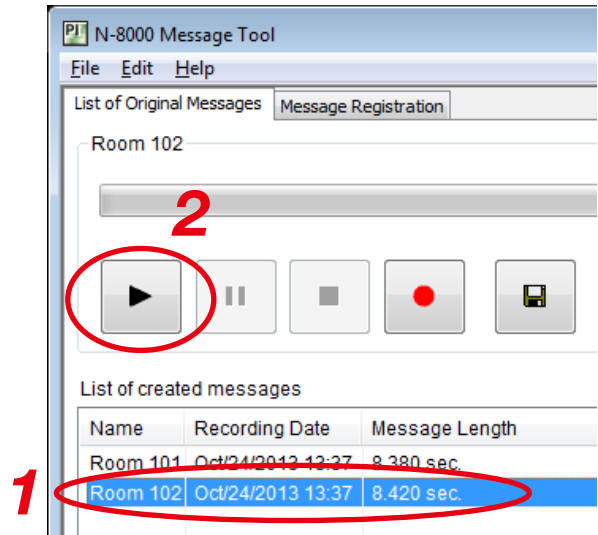 PJ N-8000 Message Tool
File Edit Help
List of Original Messages Message Registration
Room 102
2
List of created messages
Name Recording Date Message Length
Room 101 Oct/24/2013 13:37 8.380 sec.
1 Room 102 Oct/24/2013 13:37 8.420 sec.